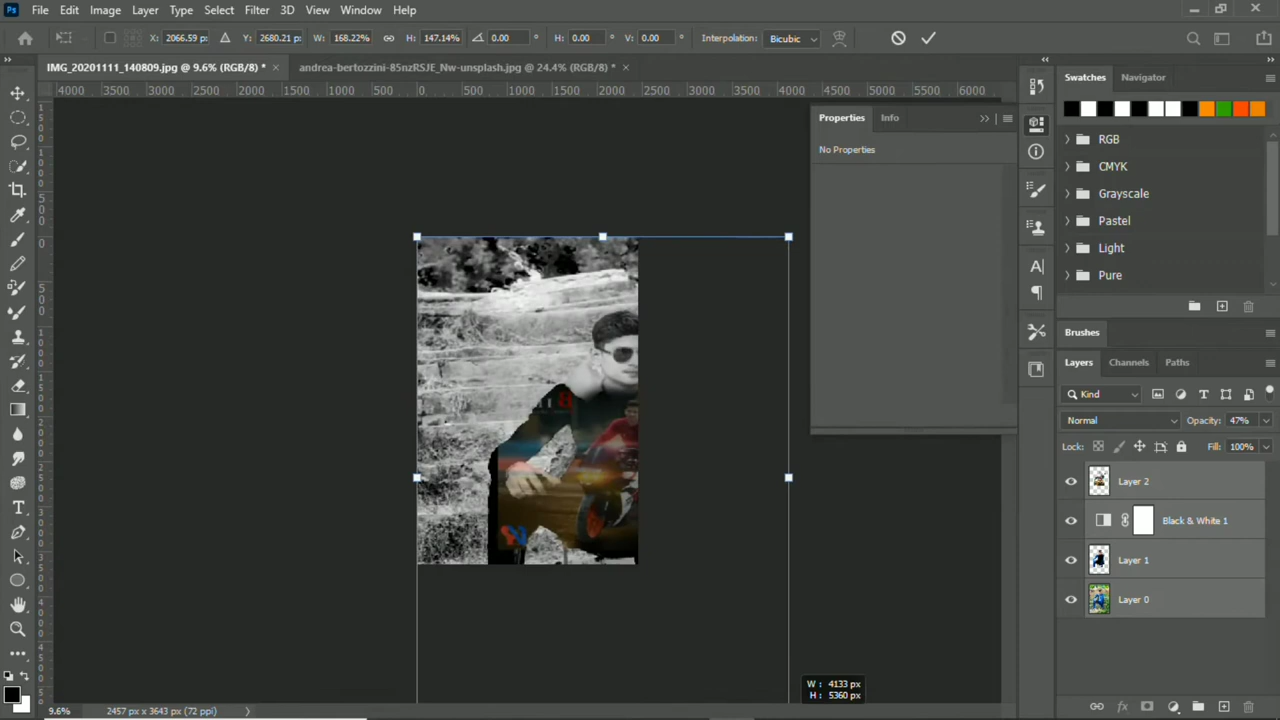 Ps File Edit Image Layer Type Select Filter 3D View Window Help
X: 2066.59 p: Y: 2680.21 p: W: 168.22% H: 147.14% 0.00 ° H: 0.00 ° V: 0.00 ° Interpolation: Bicubic
IMG_20201111_140809.jpg @ 9.6% (RGB/8) * × andrea-bertozzini-85nzRSJE_Nw-unsplash.jpg @ 24.4% (RGB/8) * ×
4000 3500 3000 2500 2000 1500 1000 500 0 500 1000 1500 2000 2500 3000 3500 4000 4500 5000 5500 6000
Swatches Navigator
Properties Info
No Properties
RGB
CMYK
Grayscale
Pastel
Light
Pure
Brushes
Layers Channels Paths
Kind
Normal Opacity: 47%
Lock: Fill: 100%
Layer 2
Black & White 1
Layer 1
Layer 0
W : 4133 px
H : 5360 px
9.6% 2457 px x 3643 px (72 ppi)